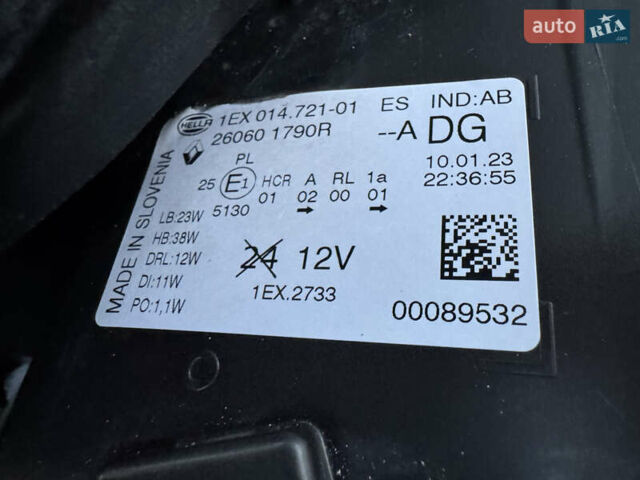 auto RIA .com
HELLA 1EX 014.721-01 ES IND:AB
26060 1790R --A DG
PL 10.01.23
25 E1 HCR A RL 1a 22:36:55
5130 01 02 00 01
MADE IN SLOVENIA
LB:23W
HB:38W
DRL:12W
DI:11W
PO:1,1W
24 12V
1EX.2733
00089532